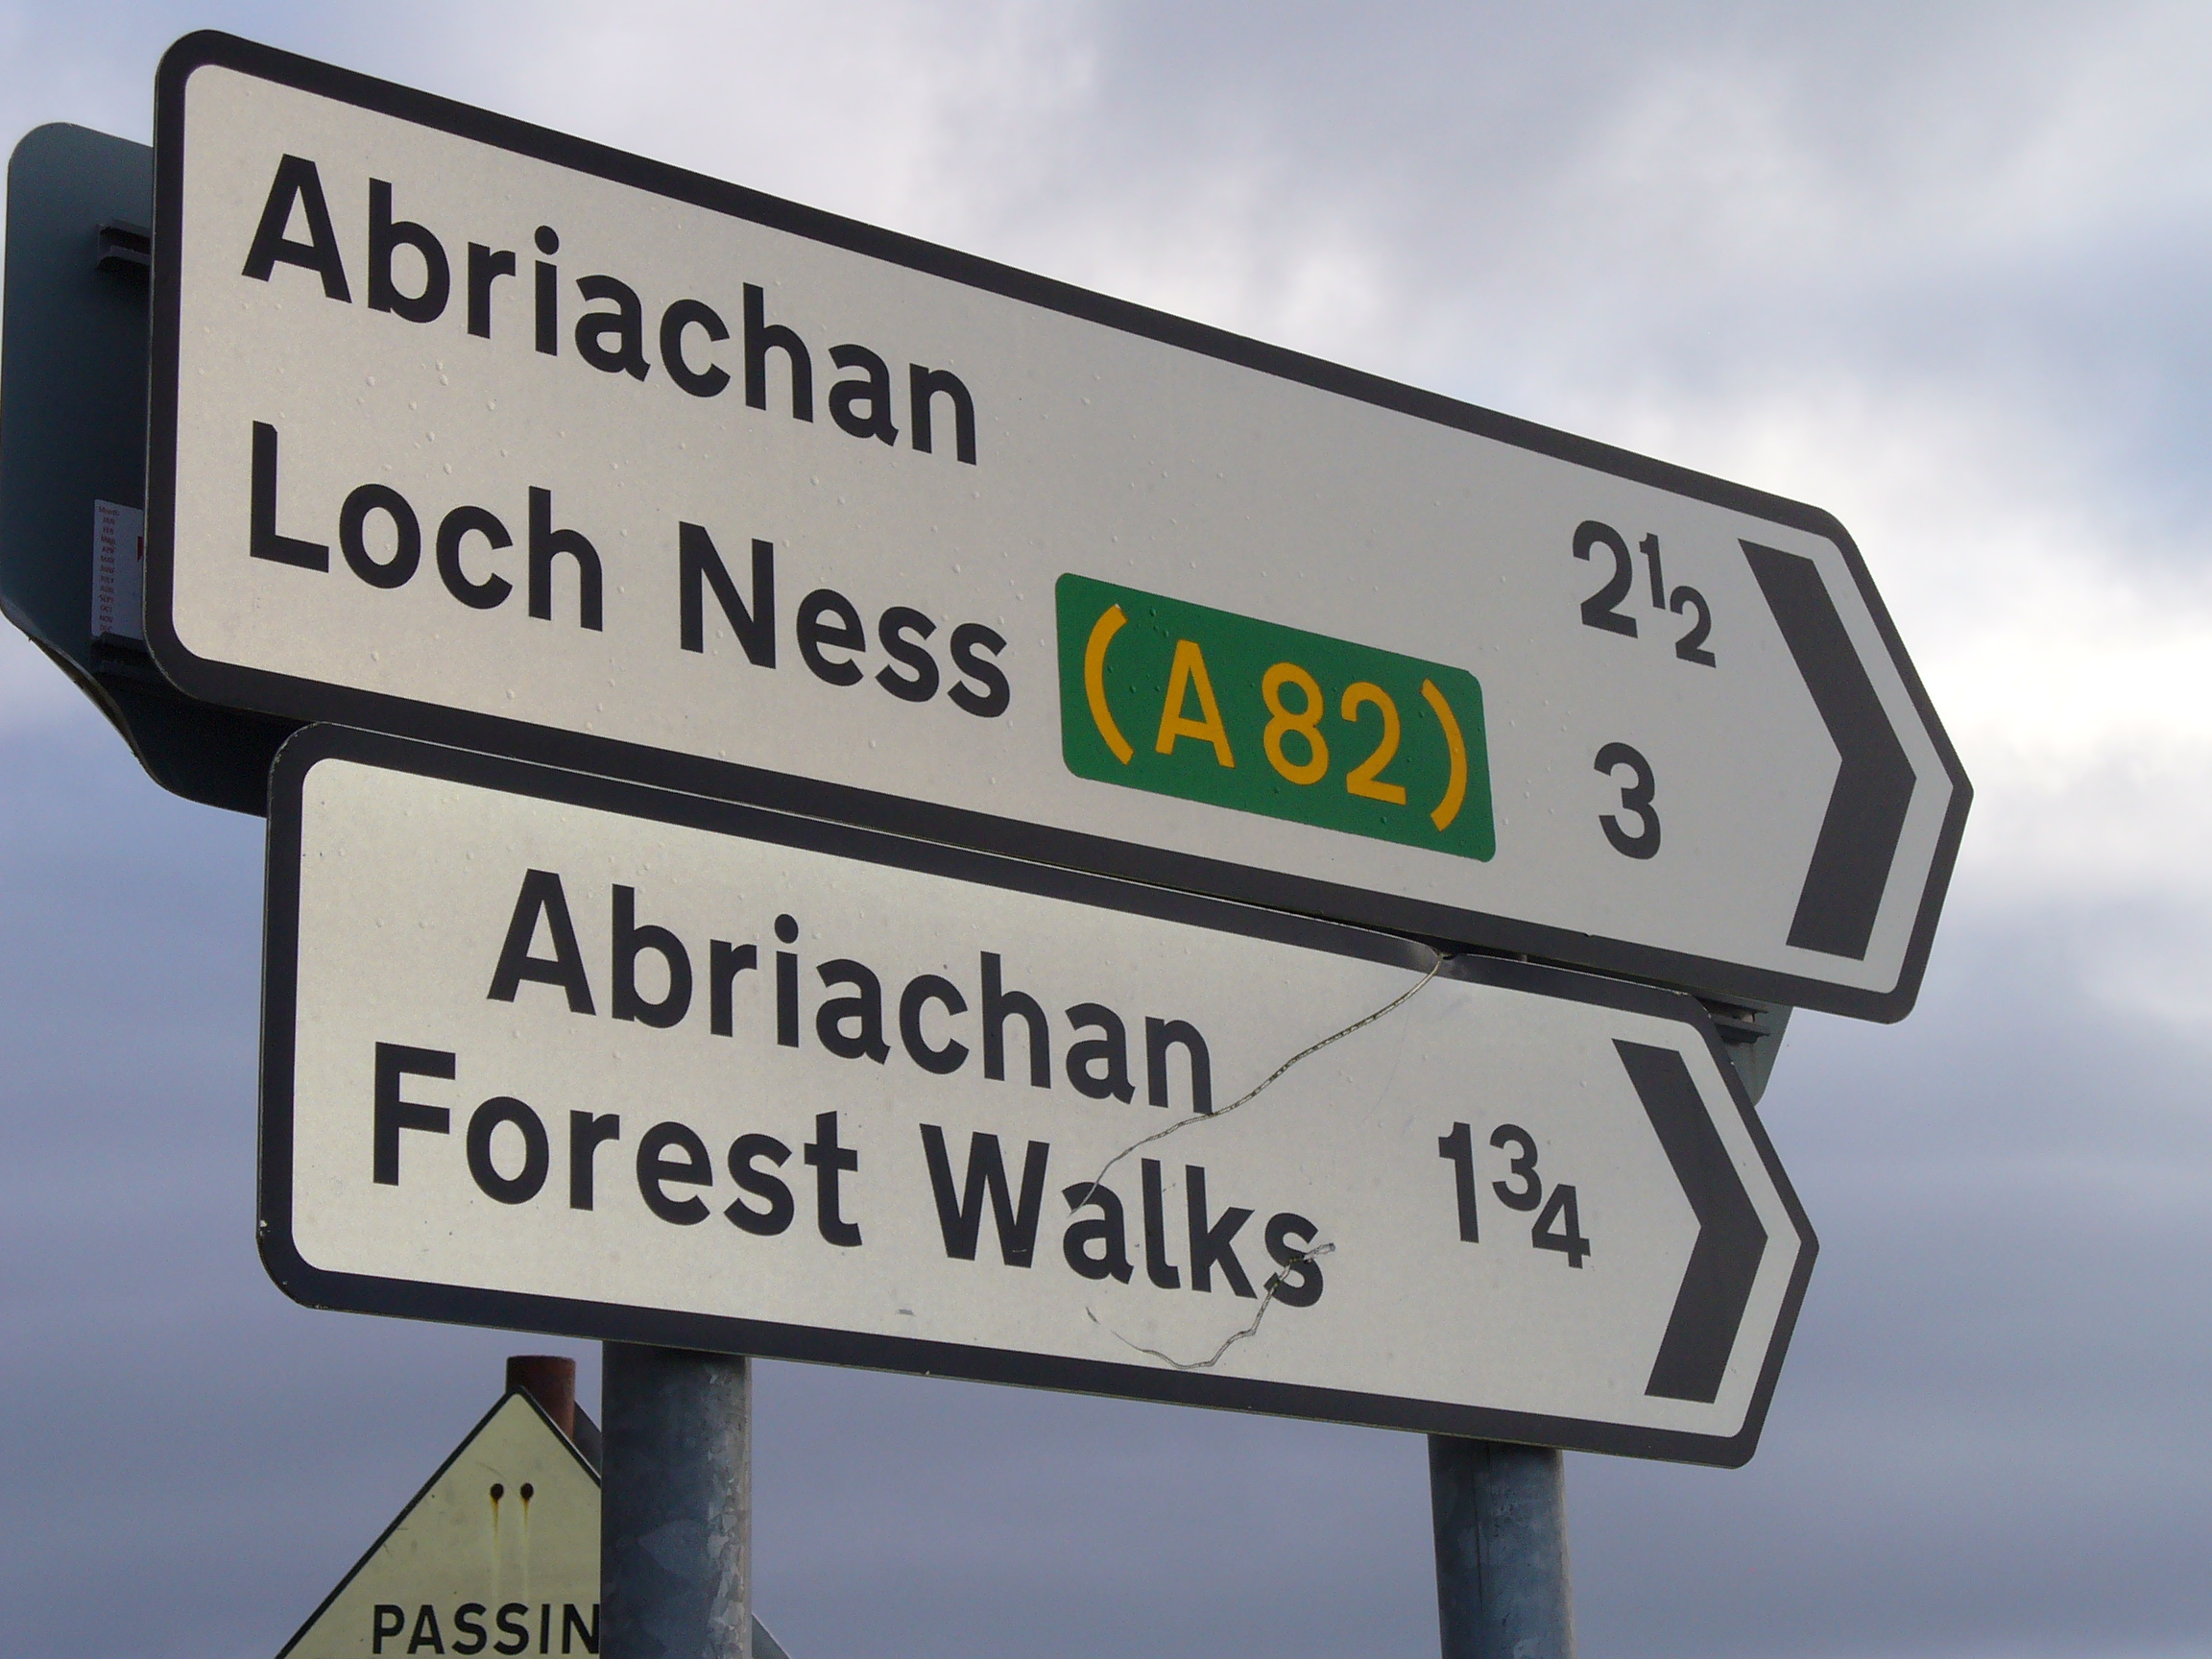 Abriachan 2½
Loch Ness (A82) 3
Abriachan
Forest Walks 1¾
PASSIN